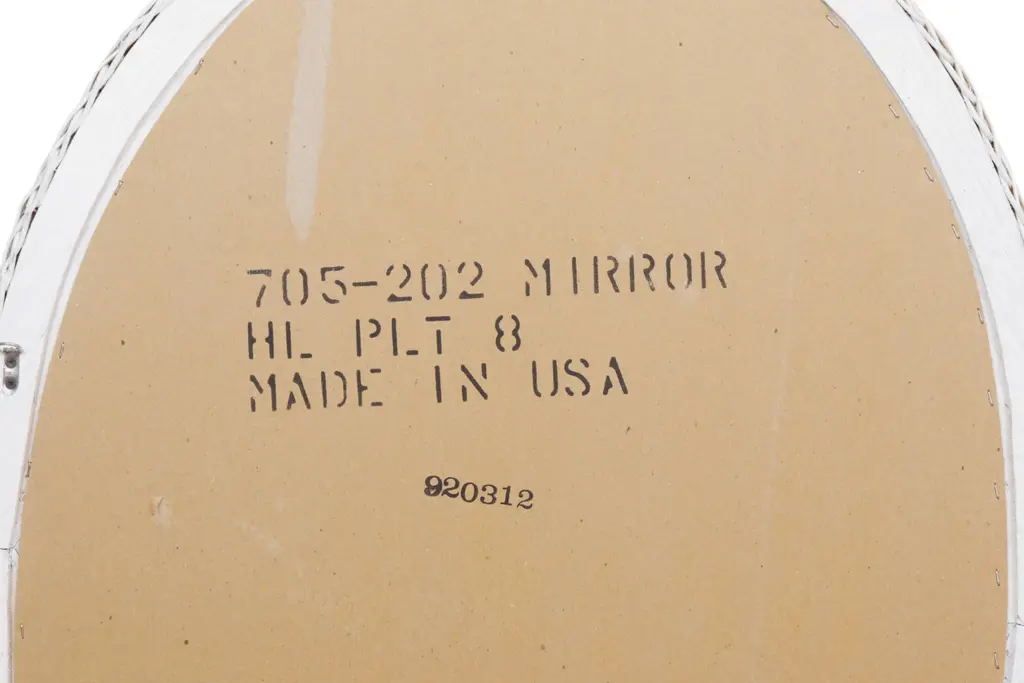 705-202 MIRROR
HL PLT 8
MADE IN USA
920312